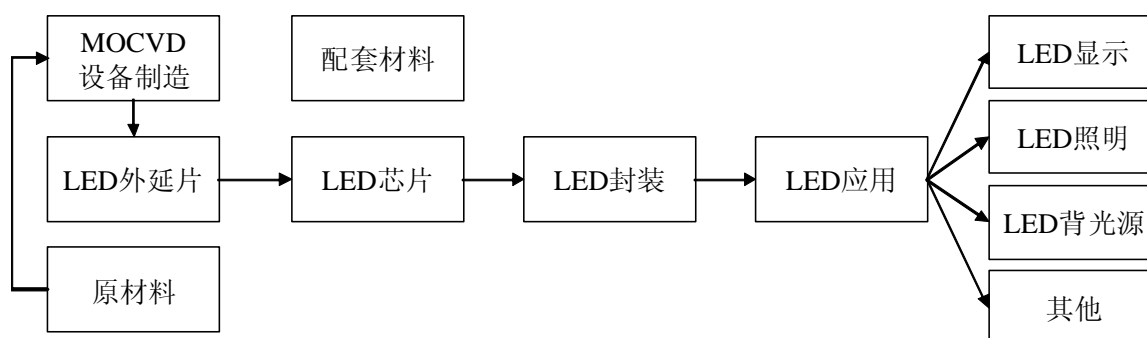 MOCVD
设备制造
配套材料
LED显示
LED照明
LED外延片
LED芯片
LED封装
LED应用
LED背光源
原材料
其他